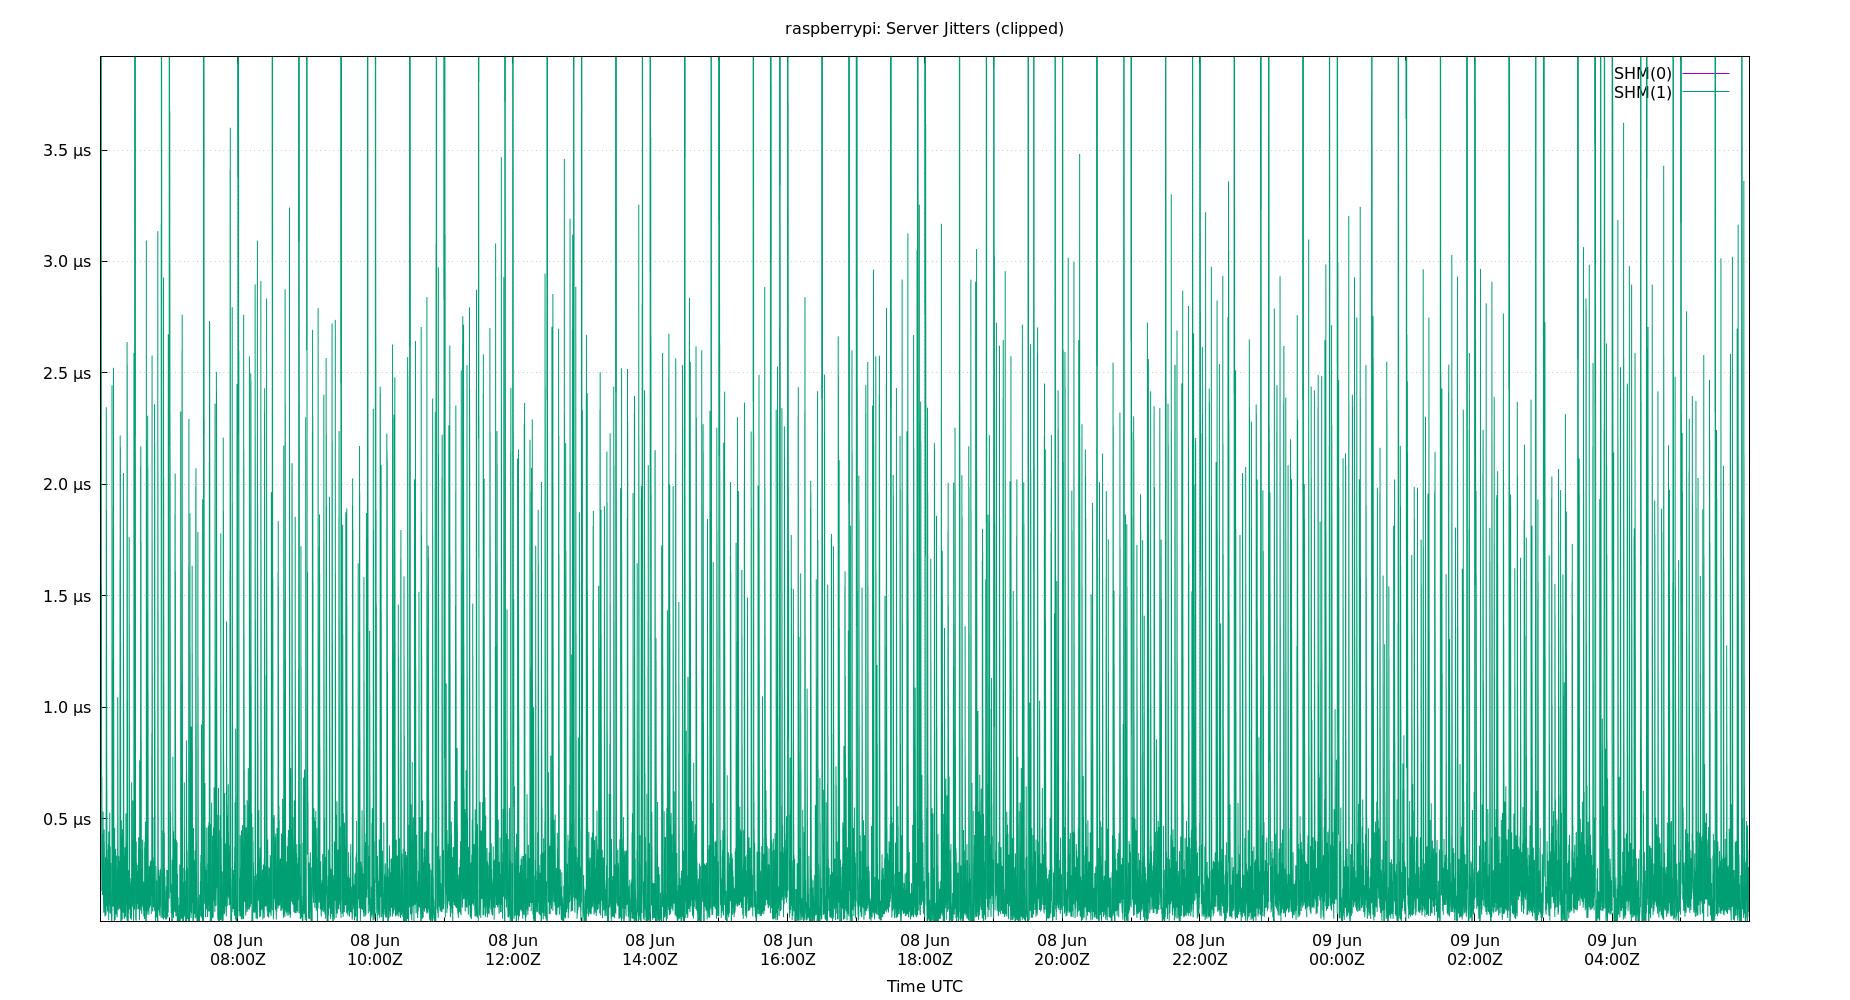 raspberrypi: Server Jitters (clipped)
SHM(0)
SHM(1)
3.5 µs
3.0 µs
2.5 µs
2.0 µs
1.5 µs
1.0 µs
0.5 µs
08 Jun 08 Jun 08 Jun 08 Jun 08 Jun 08 Jun 08 Jun 08 Jun 09 Jun 09 Jun 09 Jun
08:00Z 10:00Z 12:00Z 14:00Z 16:00Z 18:00Z 20:00Z 22:00Z 00:00Z 02:00Z 04:00Z
Time UTC